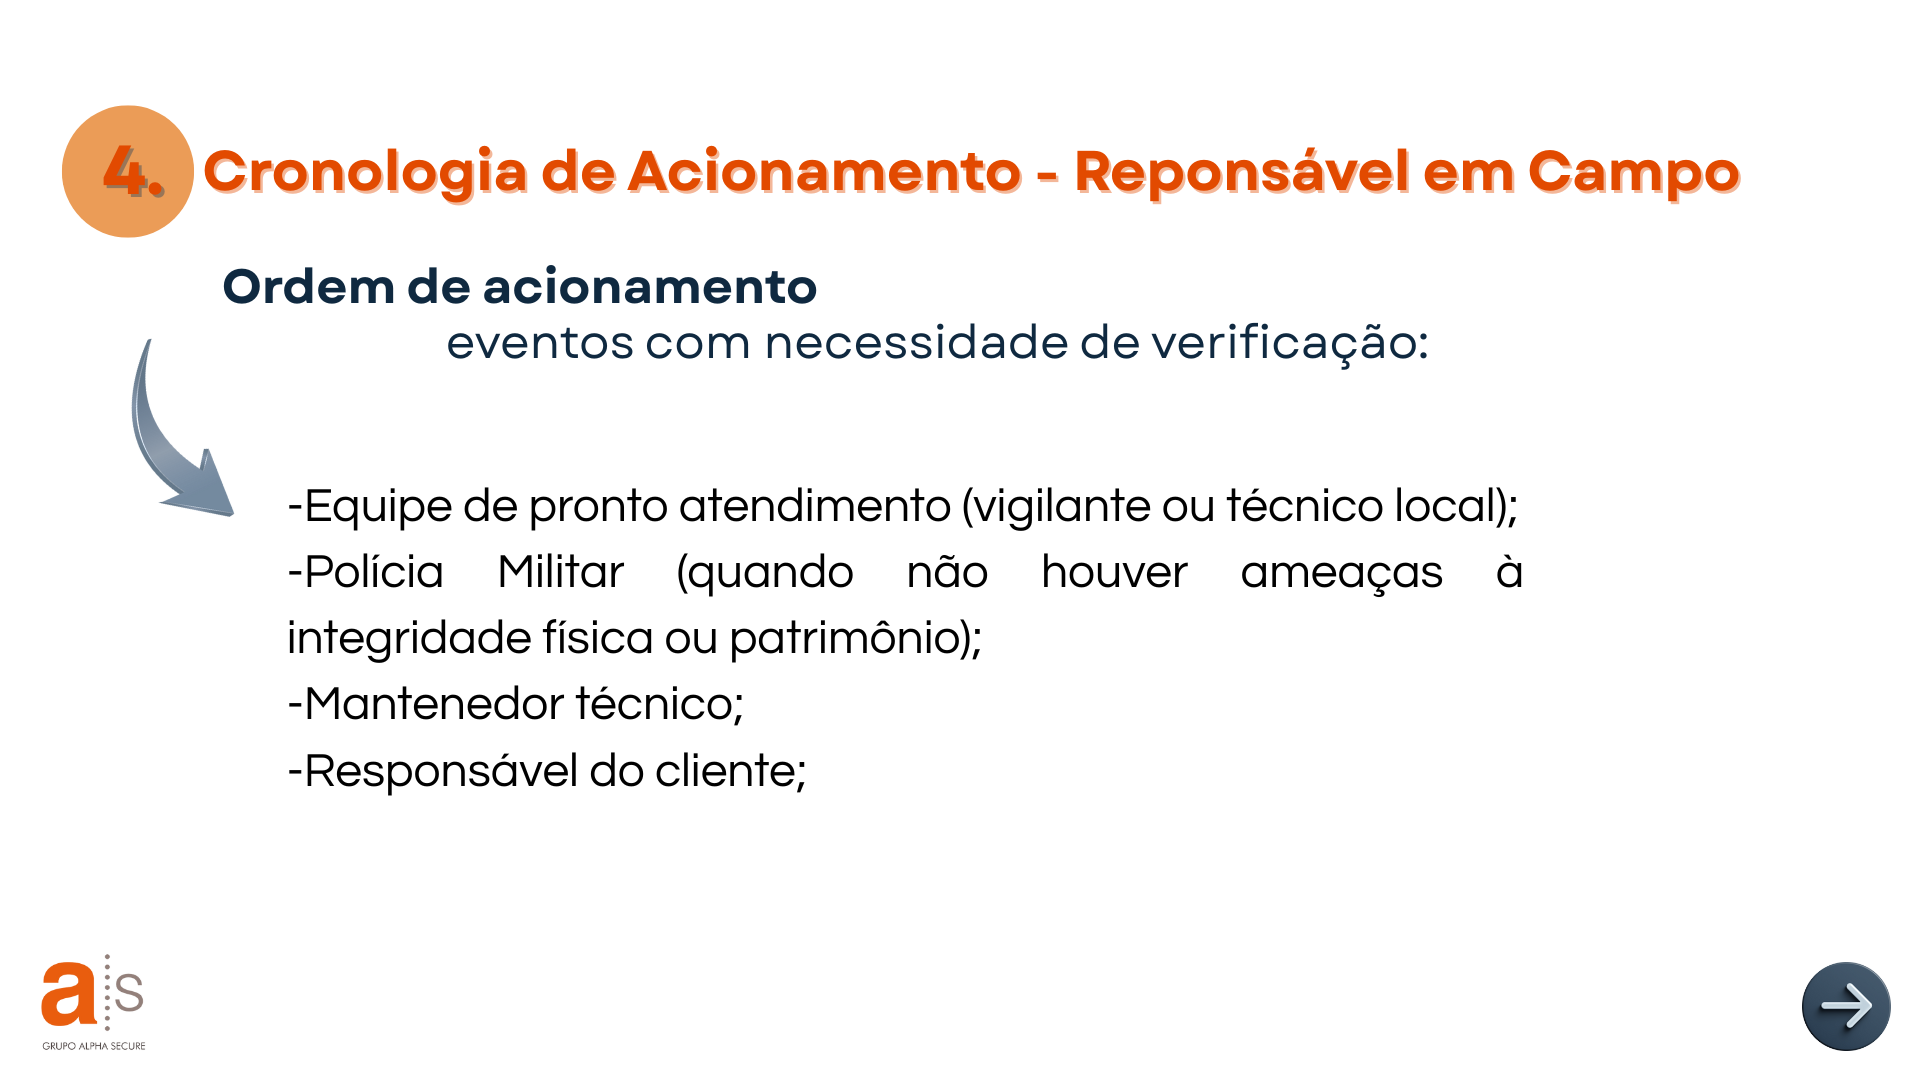 4. Cronologia de Acionamento - Reponsável em Campo
Ordem de acionamento
eventos com necessidade de verificação:
-Equipe de pronto atendimento (vigilante ou técnico local);
-Polícia Militar (quando não houver ameaças à
integridade física ou patrimônio);
-Mantenedor técnico;
-Responsável do cliente;
a s
GRUPO ALPHA SECURE